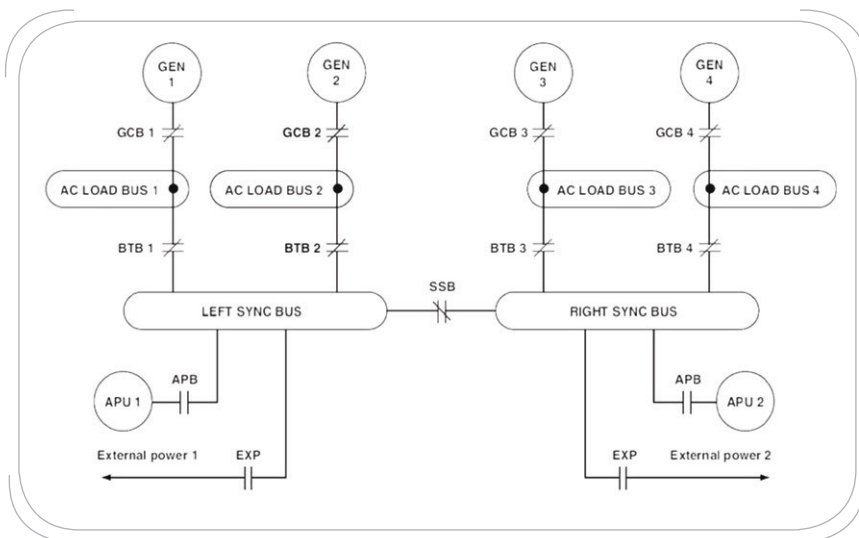 GEN
1
GEN
2
GEN
3
GEN
4
GCB 1
GCB 2
GCB 3
GCB 4
AC LOAD BUS 1
AC LOAD BUS 2
AC LOAD BUS 3
AC LOAD BUS 4
BTB 1
BTB 2
BTB 3
BTB 4
SSB
LEFT SYNC BUS
RIGHT SYNC BUS
APB
APB
APU 1
APU 2
External power 1
EXP
EXP
External power 2